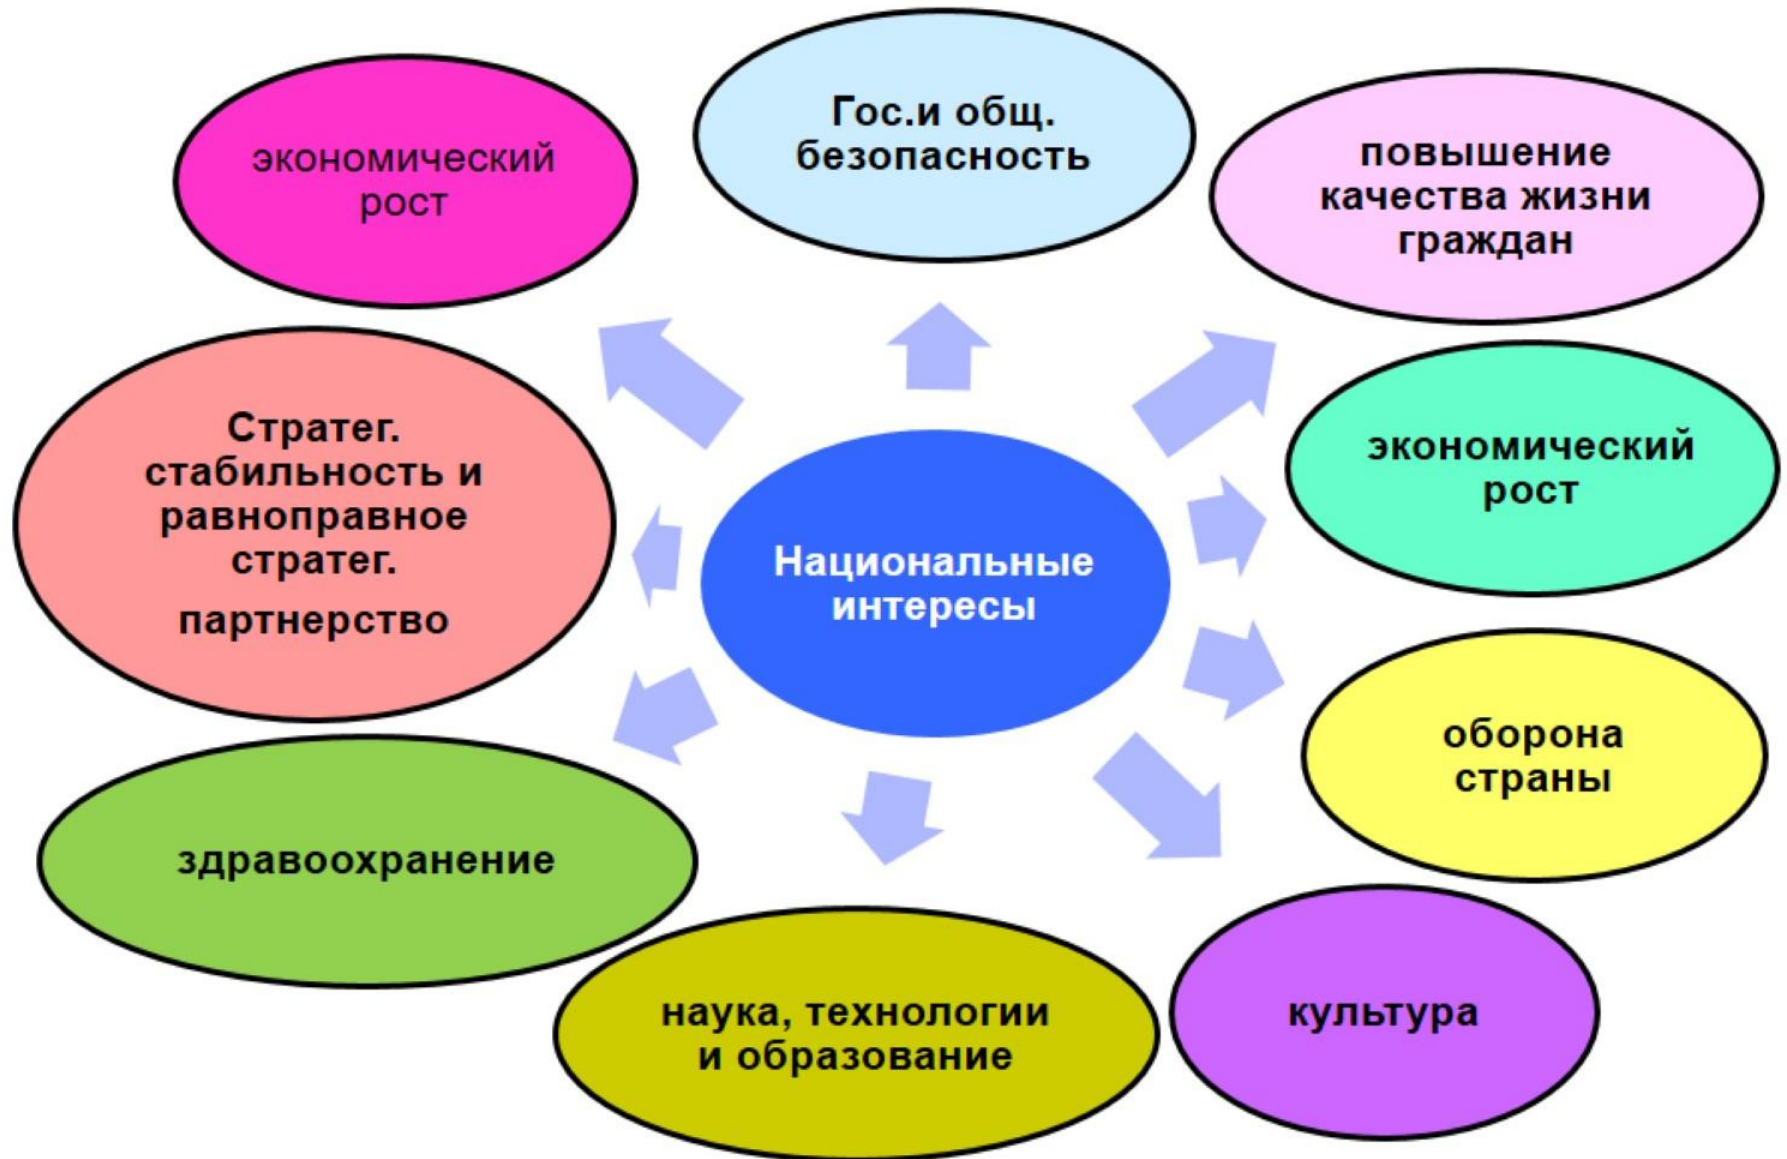 экономический
рост
Гос.и общ.
безопасность
повышение
качества жизни
граждан
Стратег.
стабильность и
равноправное
стратег.
партнерство
Национальные
интересы
экономический
рост
оборона
страны
здравоохранение
наука, технологии
и образование
культура